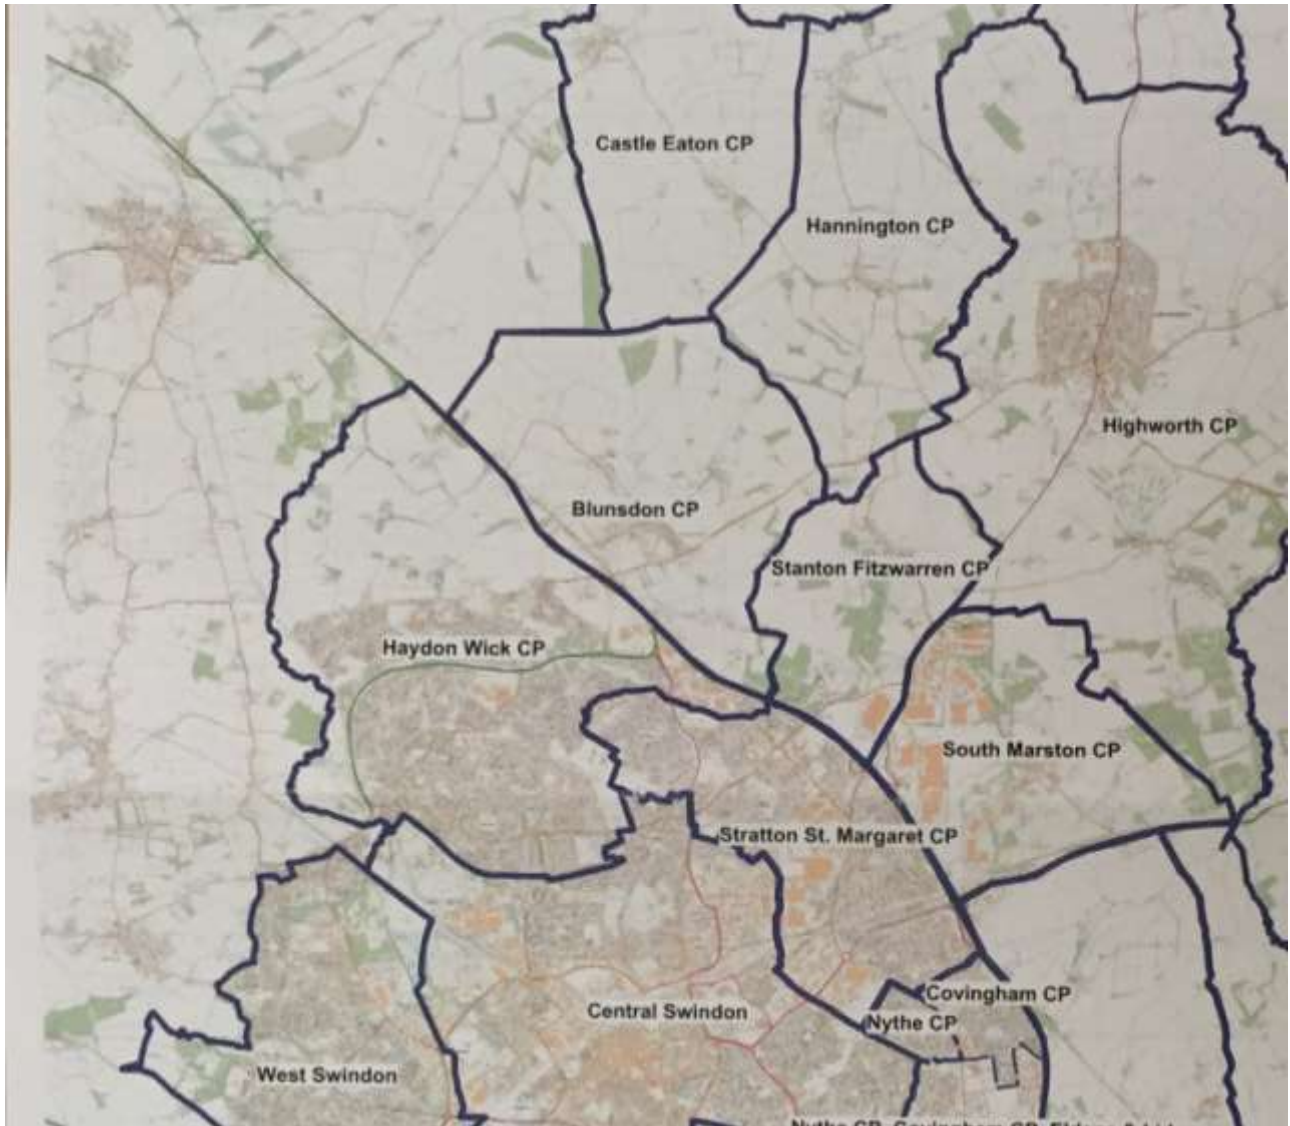 Castle Eaton CP
Hannington CP
Highworth CP
Blunsdon CP
Stanton Fitzwarren CP
Haydon Wick CP
South Marston CP
Stratton St. Margaret CP
Covingham CP
Central Swindon
Nythe CP
West Swindon